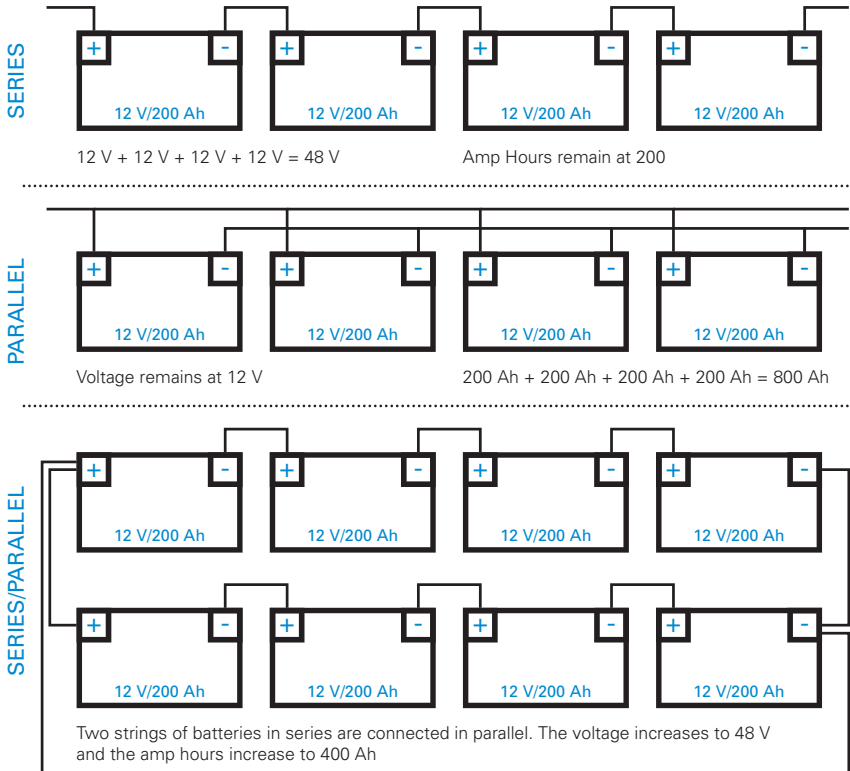 SERIES
+ - + - + - + -
12 V/200 Ah 12 V/200 Ah 12 V/200 Ah 12 V/200 Ah
12 V + 12 V + 12 V + 12 V = 48 V Amp Hours remain at 200
PARALLEL
+ - + - + - + -
12 V/200 Ah 12 V/200 Ah 12 V/200 Ah 12 V/200 Ah
Voltage remains at 12 V 200 Ah + 200 Ah + 200 Ah + 200 Ah = 800 Ah
SERIES/PARALLEL
+ - + - + - + -
12 V/200 Ah 12 V/200 Ah 12 V/200 Ah 12 V/200 Ah
+ - + - + - + -
12 V/200 Ah 12 V/200 Ah 12 V/200 Ah 12 V/200 Ah
Two strings of batteries in series are connected in parallel. The voltage increases to 48 V
and the amp hours increase to 400 Ah